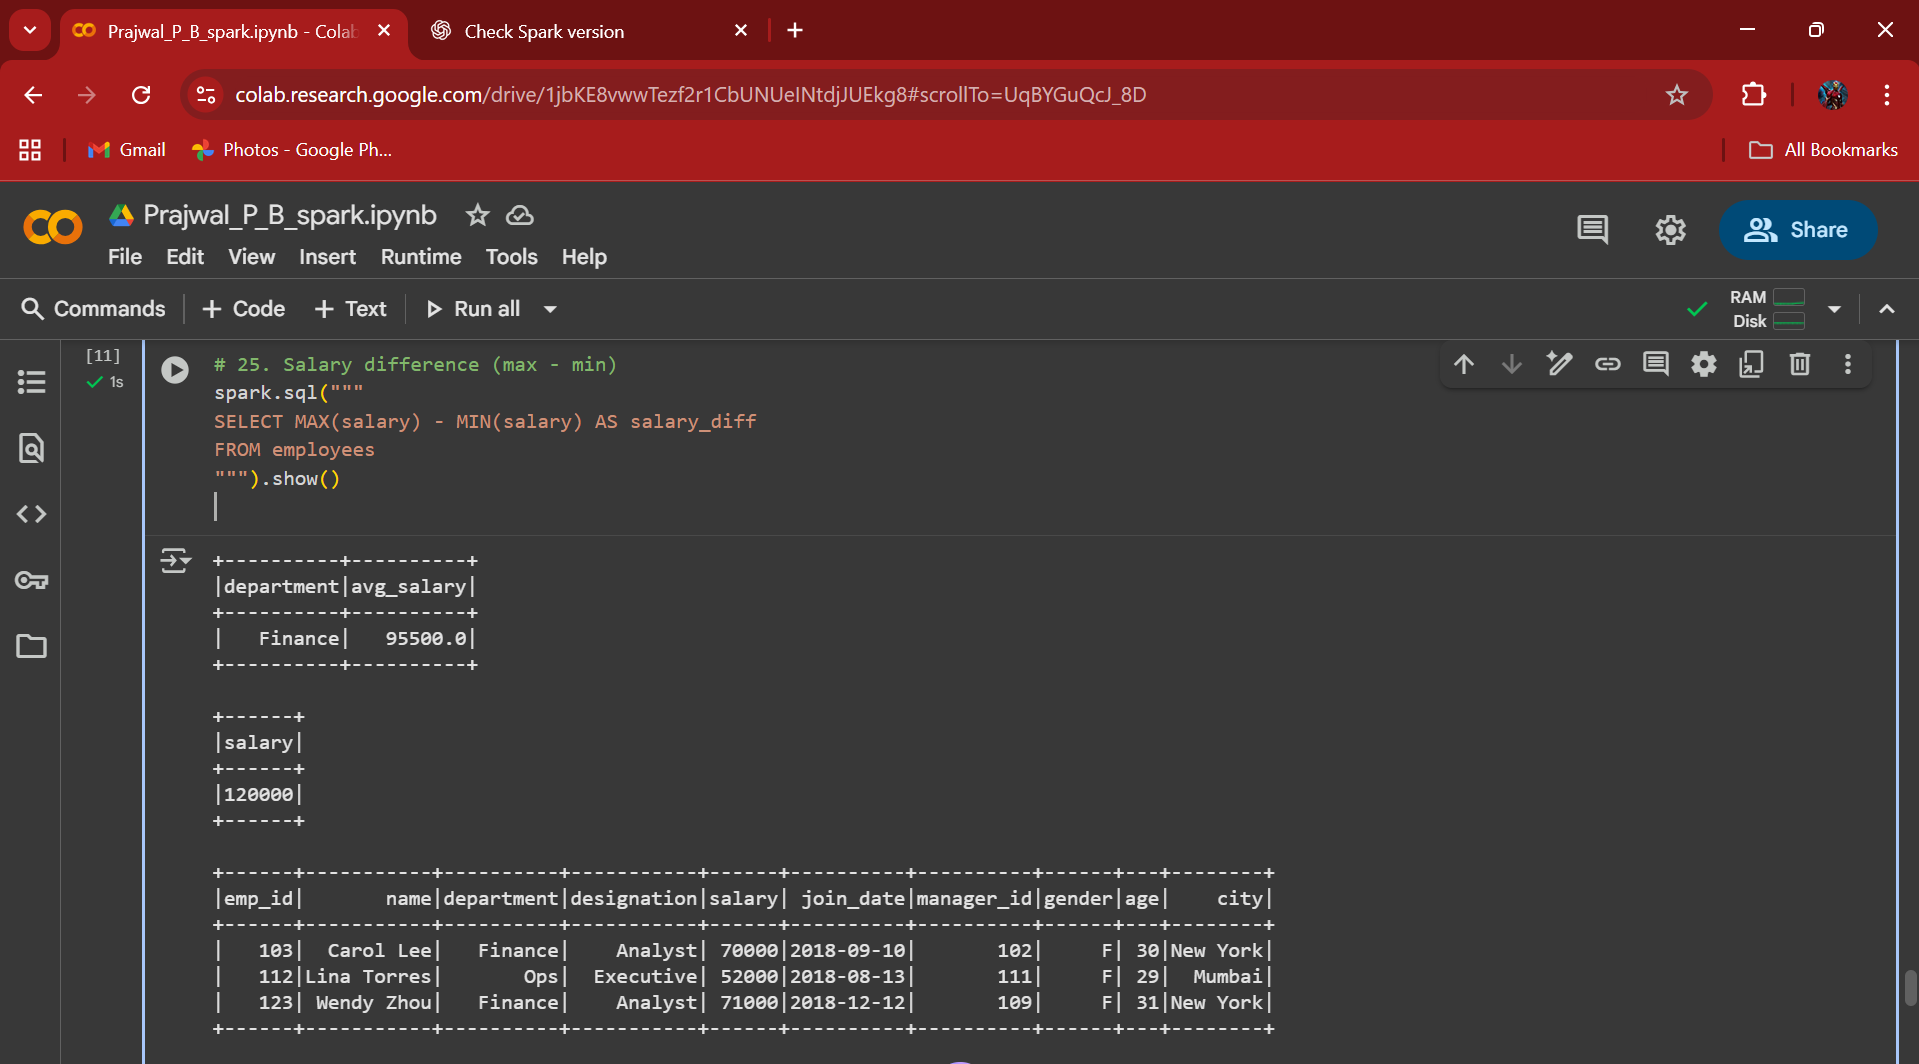 Prajwal_P_B_spark.ipynb - Colab
Check Spark version
colab.research.google.com/drive/1jbKE8vwwTezf2r1CbUNUeINtdjJUEkg8#scrollTo=UqBYGuQcJ_8D
Gmail
Photos - Google Ph...
All Bookmarks
Prajwal_P_B_spark.ipynb
Share
File Edit View Insert Runtime Tools Help
Commands + Code + Text Run all
RAM
Disk
[11]
1s
# 25. Salary difference (max - min)
spark.sql("""
SELECT MAX(salary) - MIN(salary) AS salary_diff
FROM employees
""").show()
+----------+----------+
|department|avg_salary|
+----------+----------+
|   Finance|   95500.0|
+----------+----------+
+------+
|salary|
+------+
|120000|
+------+
+------+-----------+----------+-----------+------+----------+----------+------+---+--------+
|emp_id|       name|department|designation|salary| join_date|manager_id|gender|age|    city|
+------+-----------+----------+-----------+------+----------+----------+------+---+--------+
|   103|  Carol Lee|   Finance|    Analyst| 70000|2018-09-10|       102|     F| 30|New York|
|   112|Lina Torres|       Ops|  Executive| 52000|2018-08-13|       111|     F| 29|  Mumbai|
|   123| Wendy Zhou|   Finance|    Analyst| 71000|2018-12-12|       109|     F| 31|New York|
+------+-----------+----------+-----------+------+----------+----------+------+---+--------+